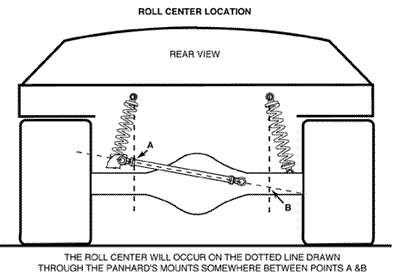 ROLL CENTER LOCATION
REAR VIEW
A
B
THE ROLL CENTER WILL OCCUR ON THE DOTTED LINE DRAWN
THROUGH THE PANHARD'S MOUNTS SOMEWHERE BETWEEN POINTS A &B